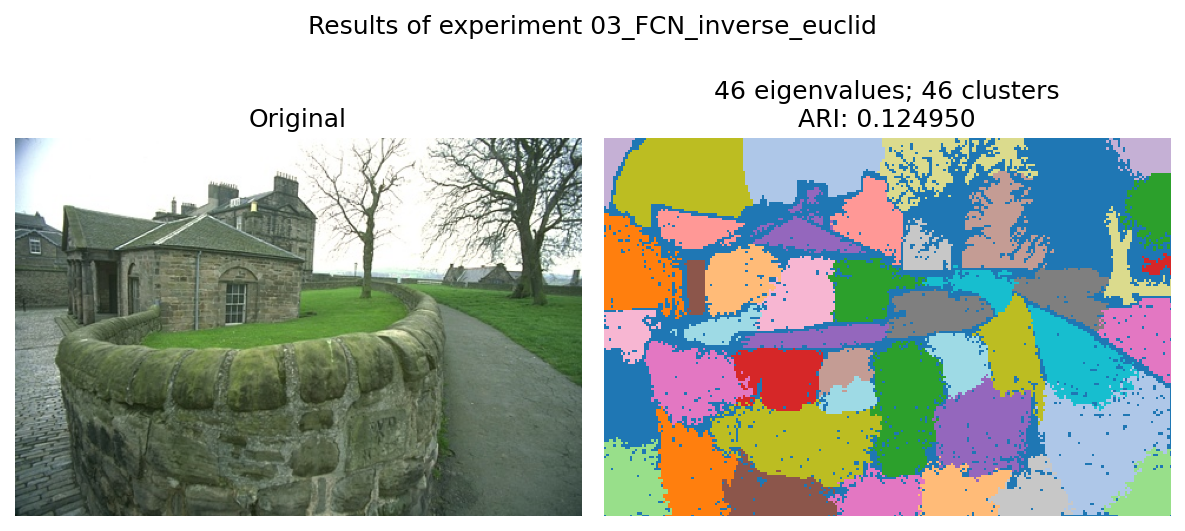 Results of experiment 03_FCN_inverse_euclid
Original
46 eigenvalues; 46 clusters
ARI: 0.124950